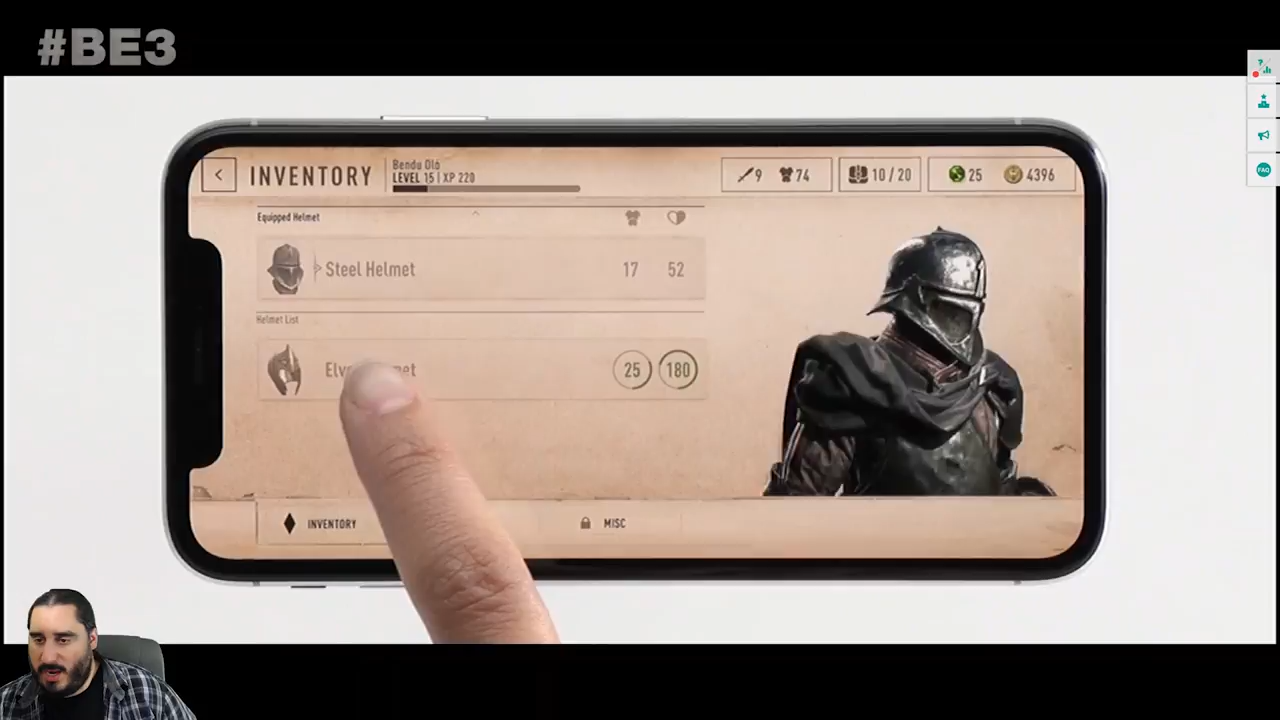 #BE3
INVENTORY
Bendu Olo
LEVEL 15 | XP 220
9 74
10 / 20
25 4396
Equipped Helmet
Steel Helmet 17 52
Helmet List
25 180
INVENTORY
MISC
FAQ